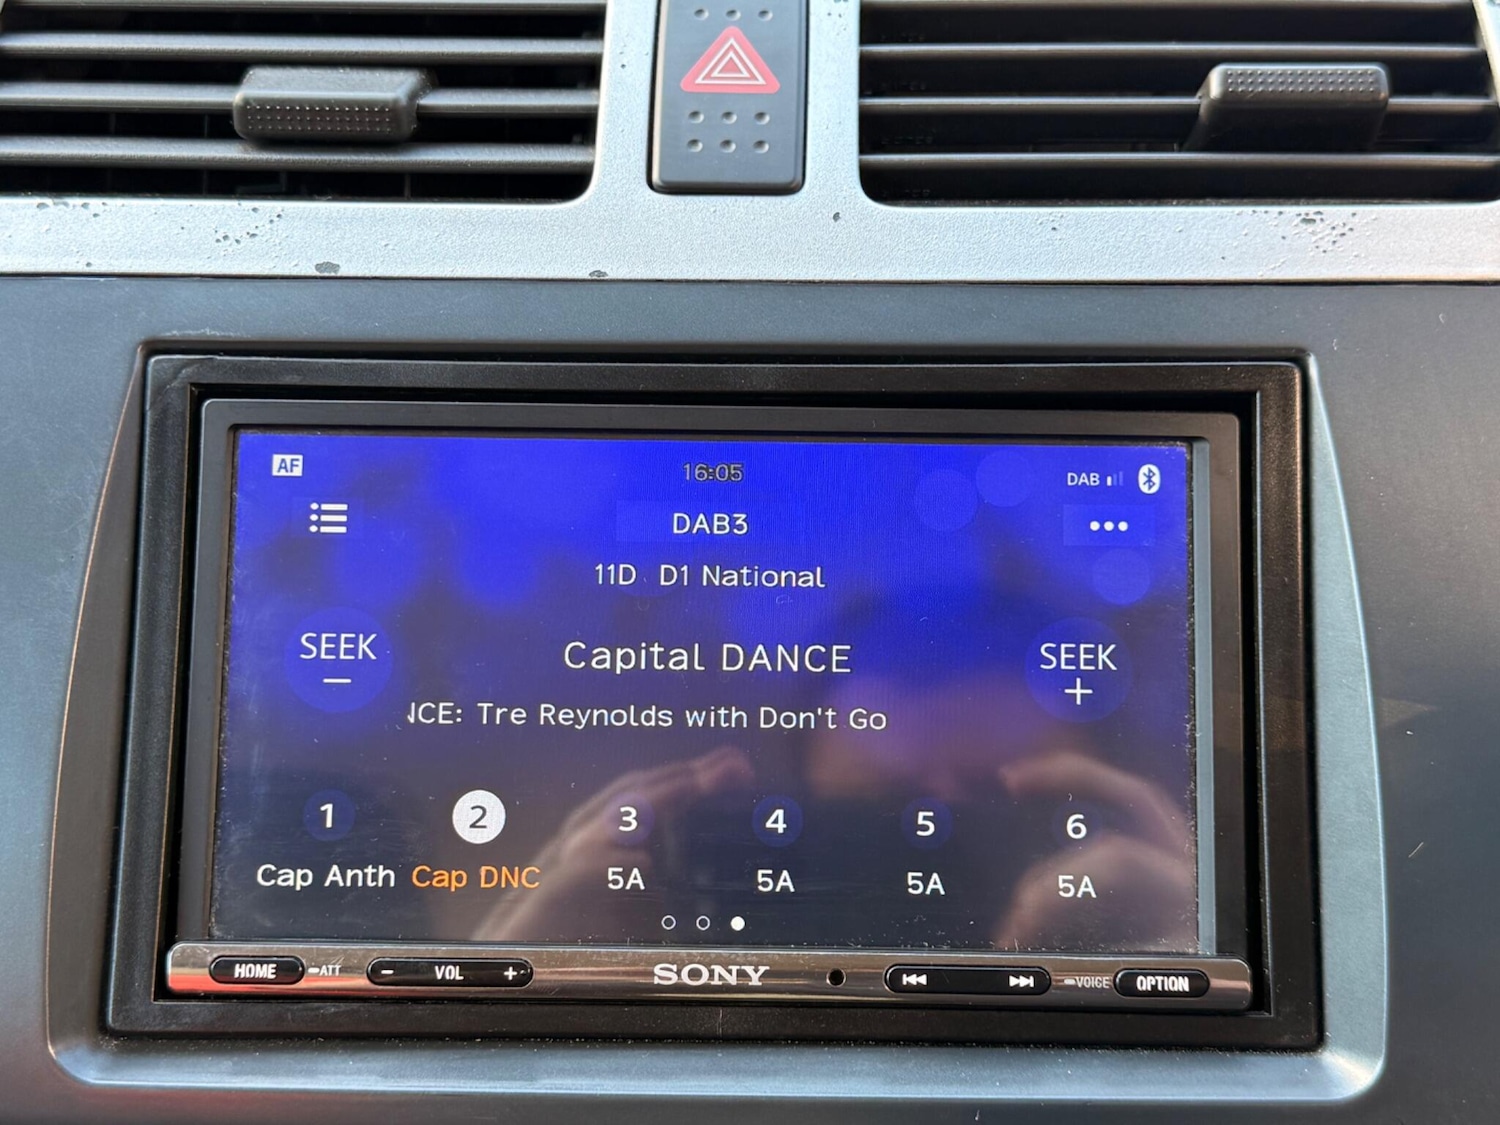 AF
16:05
DAB
DAB3
11D D1 National
SEEK
−
Capital DANCE
SEEK
+
NCE: Tre Reynolds with Don't Go
1 2 3 4 5 6
Cap Anth Cap DNC 5A 5A 5A 5A
HOME ATT − VOL + SONY VOICE OPTION